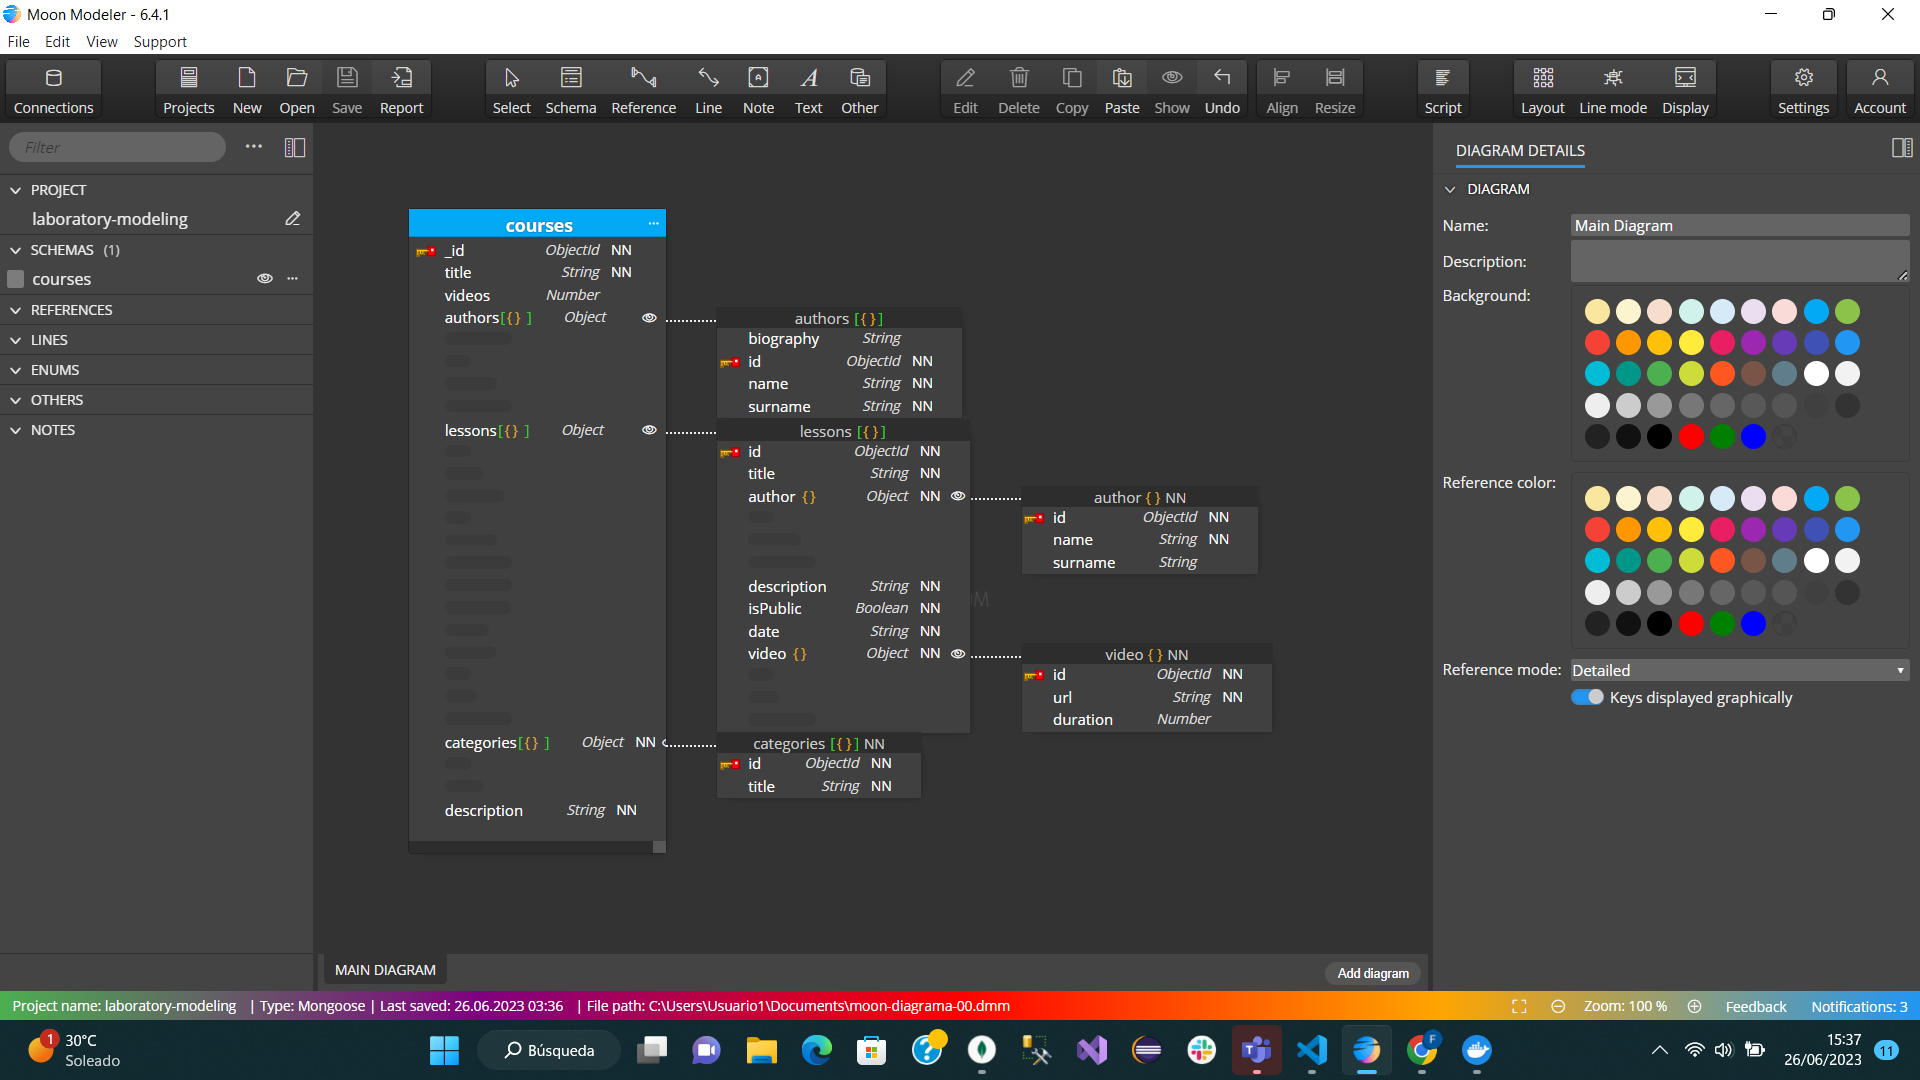 Moon Modeler - 6.4.1
File Edit View Support
Connections Projects New Open Save Report Select Schema Reference Line Note Text Other Edit Delete Copy Paste Show Undo Align Resize Script Layout Line mode Display Settings Account
Filter
PROJECT
laboratory-modeling
SCHEMAS (1)
courses
REFERENCES
LINES
ENUMS
OTHERS
NOTES
courses
_id ObjectId NN
title String NN
videos Number
authors[{} ] Object
lessons[{} ] Object
categories[{} ] Object NN
description String NN
authors [{}]
biography String
id ObjectId NN
name String NN
surname String NN
lessons [{}]
id ObjectId NN
title String NN
author {} Object NN
description String NN
isPublic Boolean NN
date String NN
video {} Object NN
categories [{}] NN
id ObjectId NN
title String NN
author {} NN
id ObjectId NN
name String NN
surname String
video {} NN
id ObjectId NN
url String NN
duration Number
DIAGRAM DETAILS
DIAGRAM
Name: Main Diagram
Description:
Background:
Reference color:
Reference mode: Detailed
Keys displayed graphically
MAIN DIAGRAM
Add diagram
Project name: laboratory-modeling | Type: Mongoose | Last saved: 26.06.2023 03:36 | File path: C:\Users\Usuario1\Documents\moon-diagrama-00.dmm
Zoom: 100 % Feedback Notifications: 3
1
30°C
Soleado
Búsqueda
F
15:37
26/06/2023
11